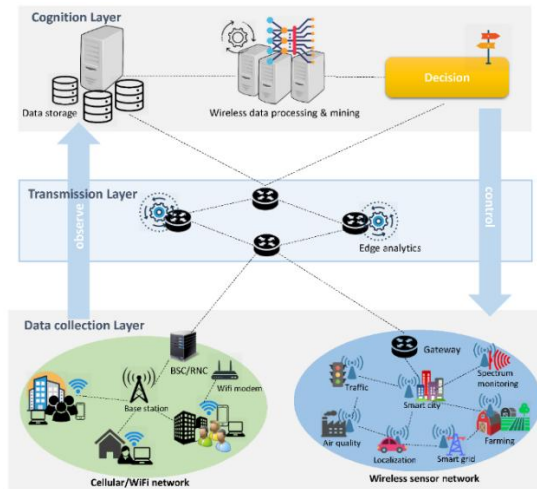 Cognition Layer
Decision
Data storage
Wireless data processing & mining
Transmission Layer
observe
control
Edge analytics
Data collection Layer
BSC/RNC
Gateway
Wifi modem
Spectrum
monitoring
Traffic
Base station
Smart city
Air quality
Localization
Smart grid
Farming
Cellular/WiFi network
Wireless sensor network